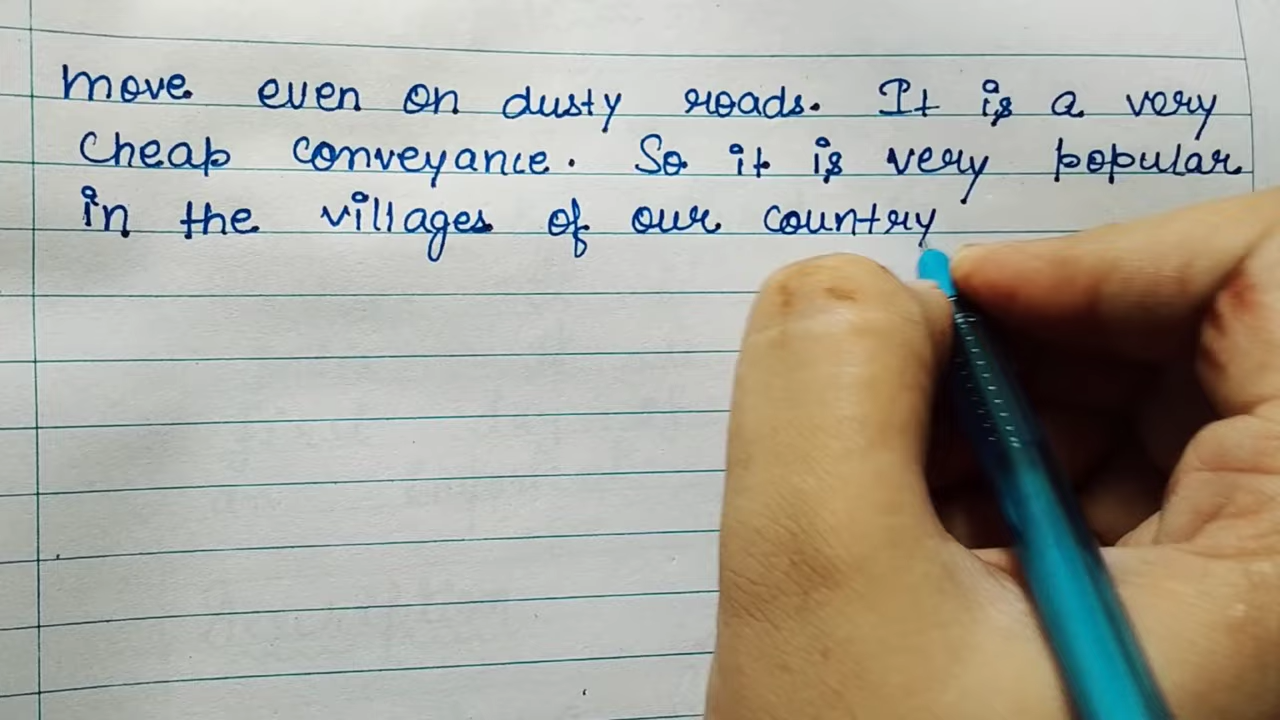 move even on dusty roads. It is a very
cheap conveyance. So it is very popular
in the villages of our country